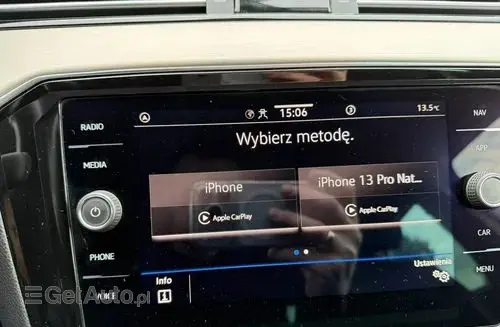 15:06
13.5°C
Wybierz metodę.
RADIO
MEDIA
PHONE
VOICE
iPhone
Apple CarPlay
iPhone 13 Pro Nat...
Apple CarPlay
Info
Ustawienia
NAV
CAR
MENU
GetAuto.pl